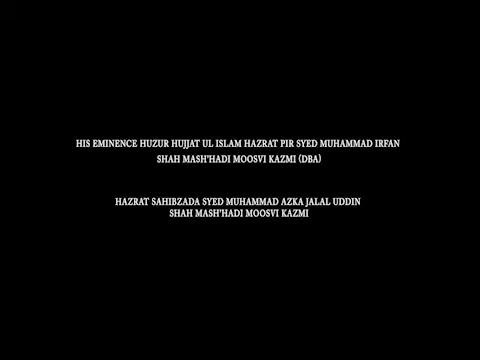 HIS EMINENCE HUZUR HUJJAT UL ISLAM HAZRAT PIR SYED MUHAMMAD IRFAN
SHAH MASH'HADI MOOSVI KAZMI (DBA)
HAZRAT SAHIBZADA SYED MUHAMMAD AZKA JALAL UDDIN
SHAH MASH'HADI MOOSVI KAZMI